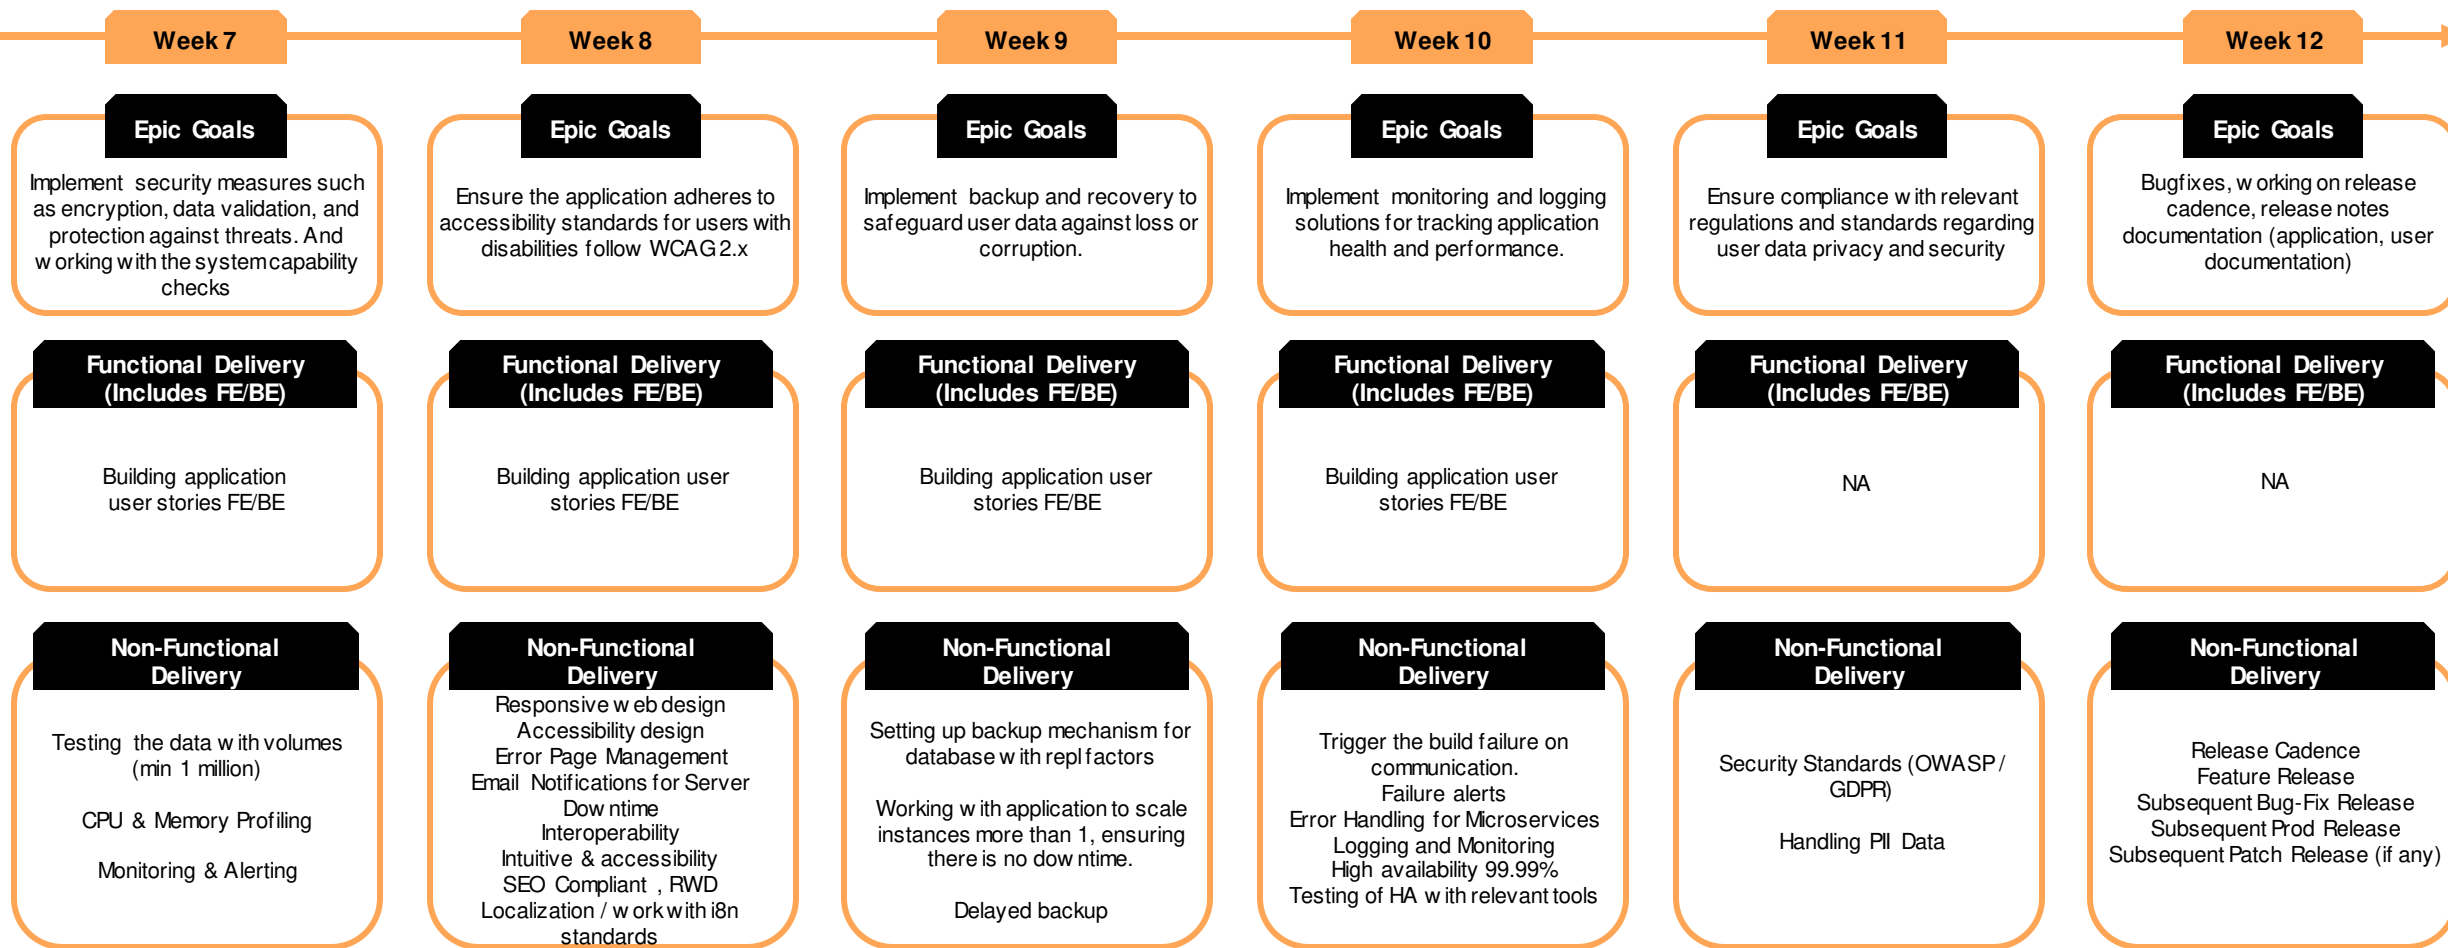 Week 7
Week 8
Week 9
Week 10
Week 11
Week 12
Epic Goals
Implement security measures such
as encryption, data validation, and
protection against threats. And
working with the system capability
checks
Epic Goals
Ensure the application adheres to
accessibility standards for users with
disabilities follow WCAG 2.x
Epic Goals
Implement backup and recovery to
safeguard user data against loss or
corruption.
Epic Goals
Implement monitoring and logging
solutions for tracking application
health and performance.
Epic Goals
Ensure compliance with relevant
regulations and standards regarding
user data privacy and security
Epic Goals
Bugfixes, working on release
cadence, release notes
documentation (application, user
documentation)
Functional Delivery
(Includes FE/BE)
Building application
user stories FE/BE
Functional Delivery
(Includes FE/BE)
Building application user
stories FE/BE
Functional Delivery
(Includes FE/BE)
Building application user
stories FE/BE
Functional Delivery
(Includes FE/BE)
Building application user
stories FE/BE
Functional Delivery
(Includes FE/BE)
NA
Functional Delivery
(Includes FE/BE)
NA
Non-Functional
Delivery
Testing the data with volumes
(min 1 million)
CPU & Memory Profiling
Monitoring & Alerting
Non-Functional
Delivery
Responsive web design
Accessibility design
Error Page Management
Email Notifications for Server
Downtime
Interoperability
Intuitive & accessibility
SEO Compliant , RWD
Localization / work with i8n
standards
Non-Functional
Delivery
Setting up backup mechanism for
database with repl factors
Working with application to scale
instances more than 1, ensuring
there is no downtime.
Delayed backup
Non-Functional
Delivery
Trigger the build failure on
communication.
Failure alerts
Error Handling for Microservices
Logging and Monitoring
High availability 99.99%
Testing of HA with relevant tools
Non-Functional
Delivery
Security Standards (OWASP /
GDPR)
Handling PII Data
Non-Functional
Delivery
Release Cadence
Feature Release
Subsequent Bug-Fix Release
Subsequent Prod Release
Subsequent Patch Release (if any)